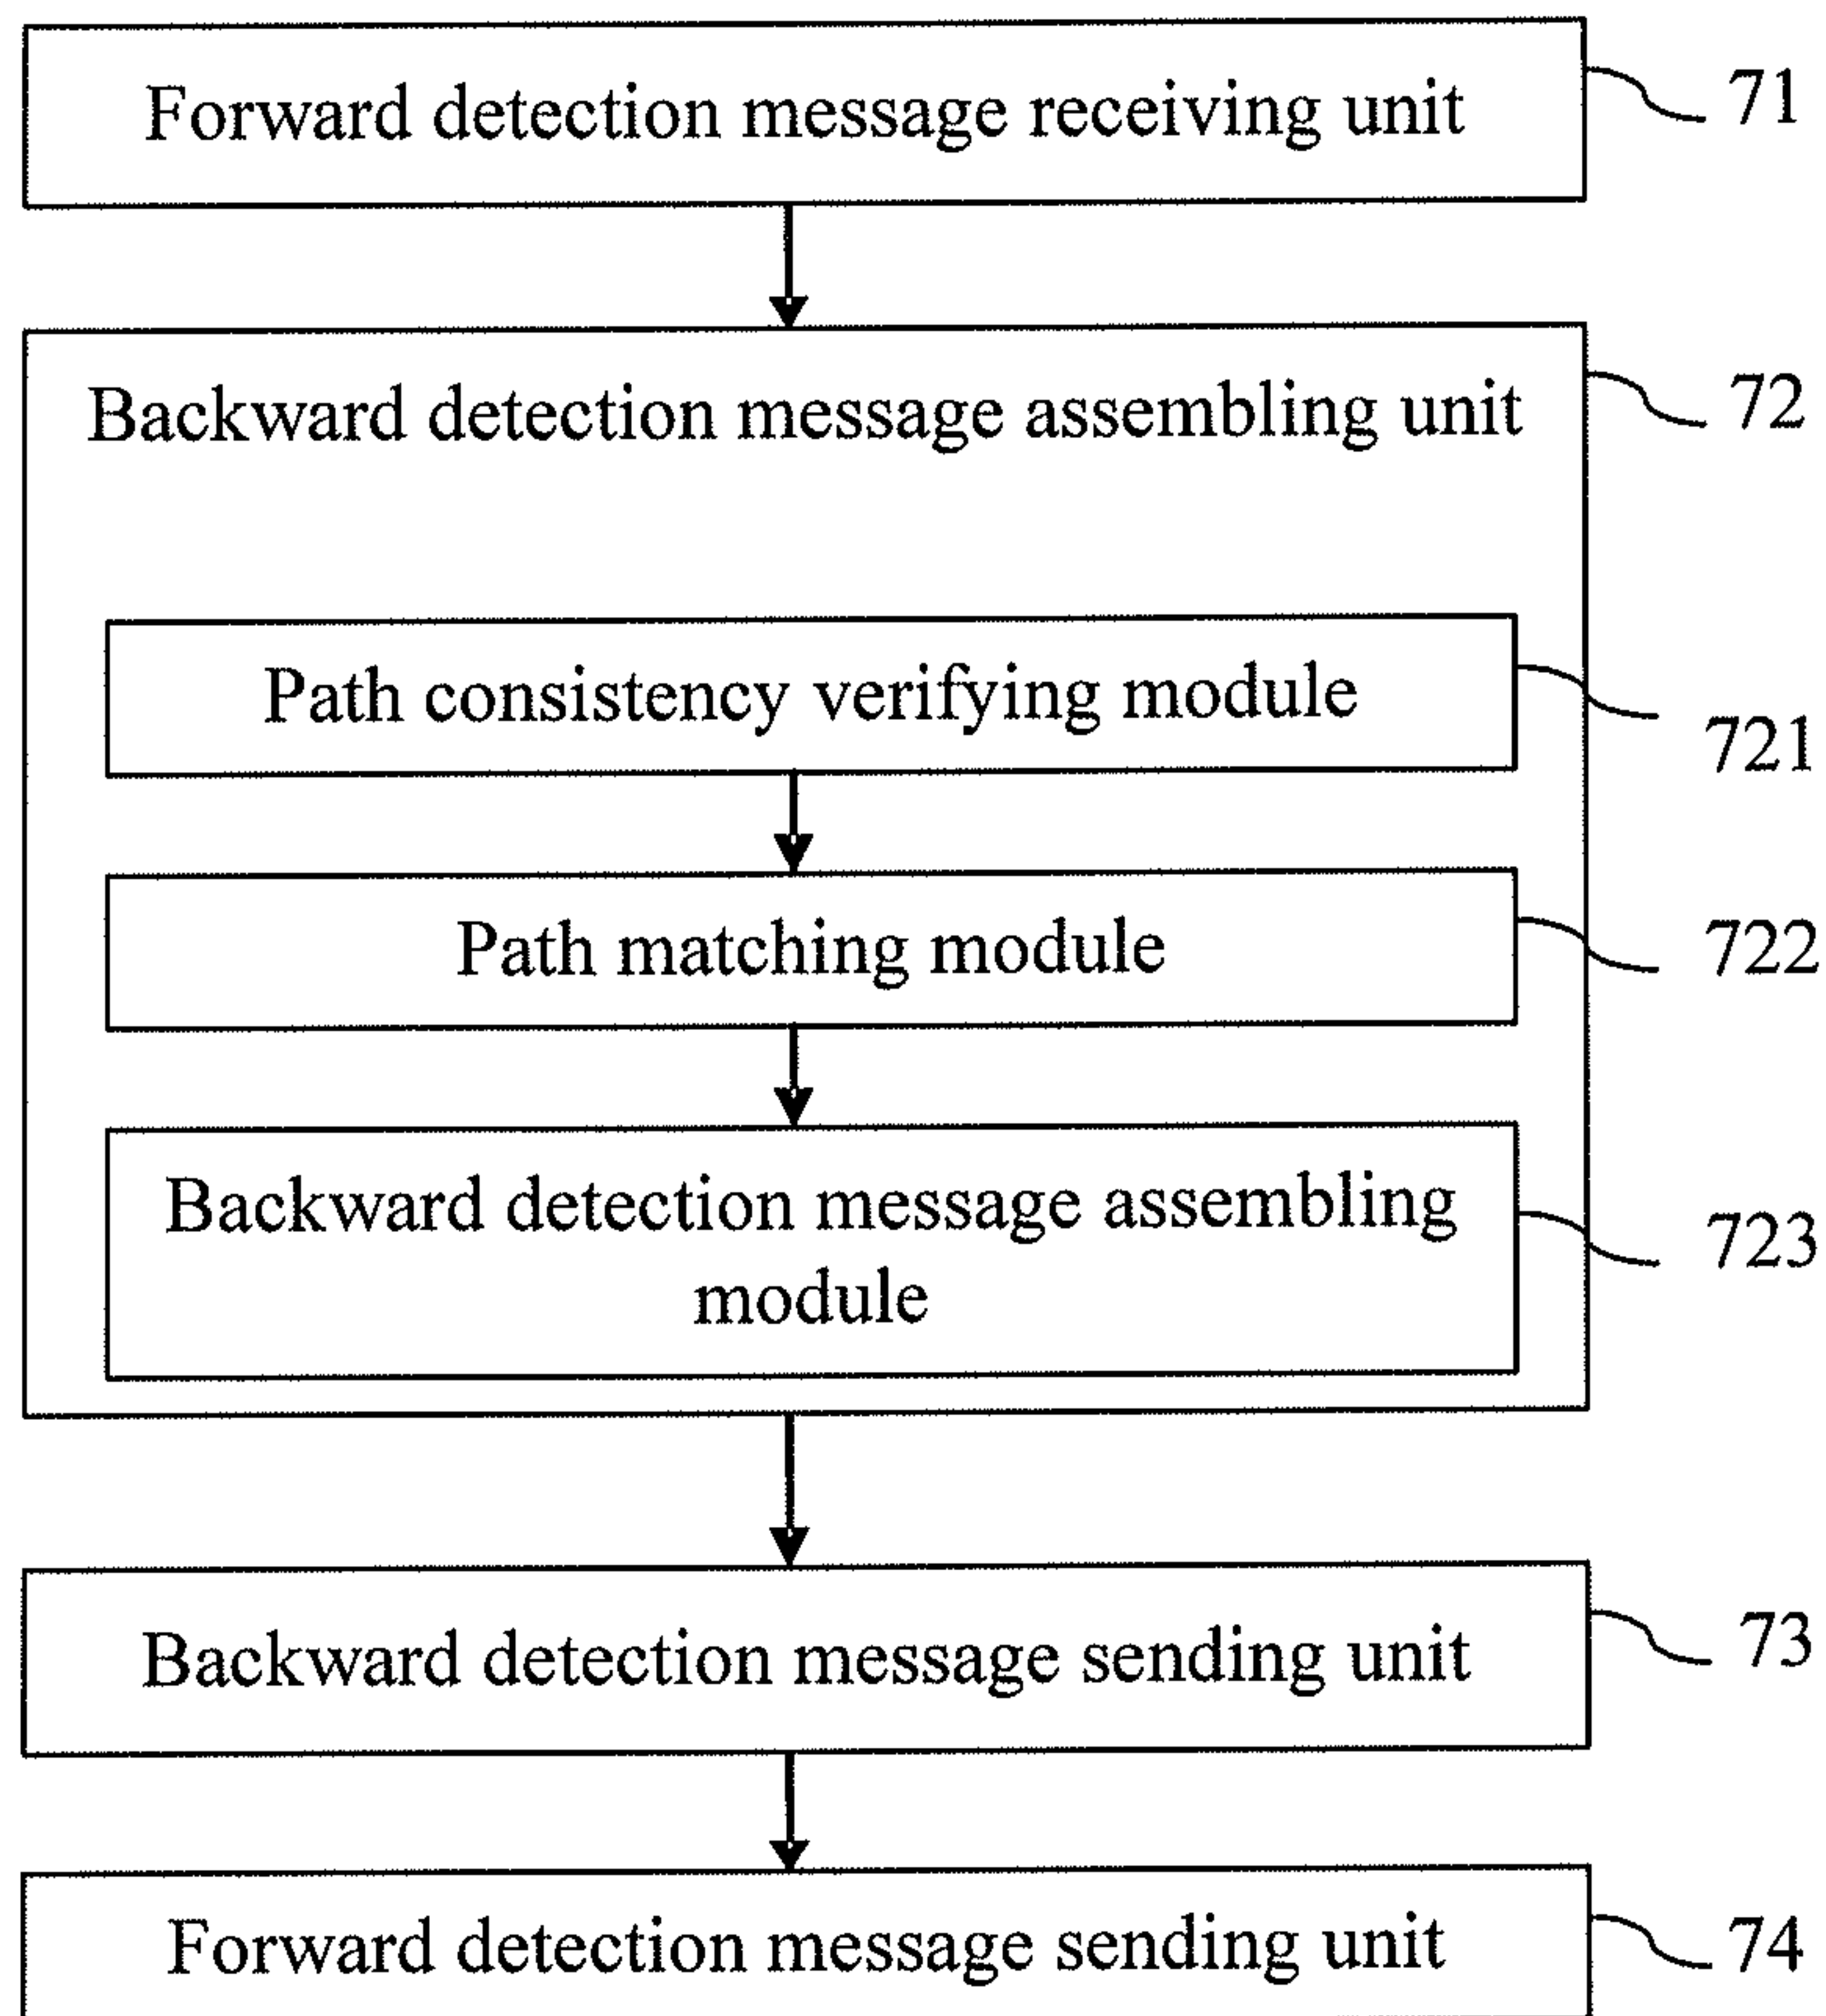 Forward detection message receiving unit
71
Backward detection message assembling unit
72
Path consistency verifying module
721
Path matching module
722
Backward detection message assembling
module
723
Backward detection message sending unit
73
Forward detection message sending unit
74